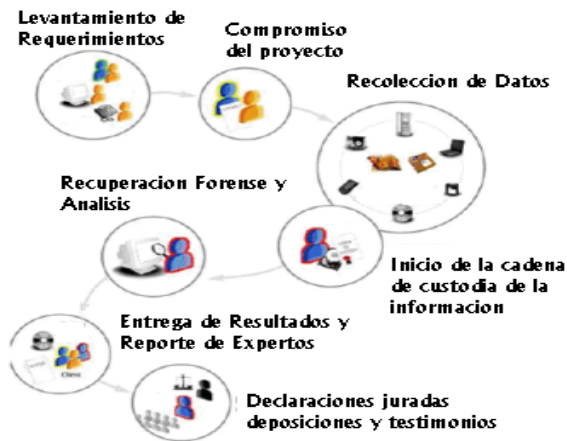 Levantamiento de
Requerimientos
Compromiso
del proyecto
Recoleccion de Datos
Recuperacion Forense y
Analisis
Inicio de la cadena
de custodia de la
informacion
Entrega de Resultados y
Reporte de Expertos
Client
Declaraciones juradas
deposiciones y testimonios